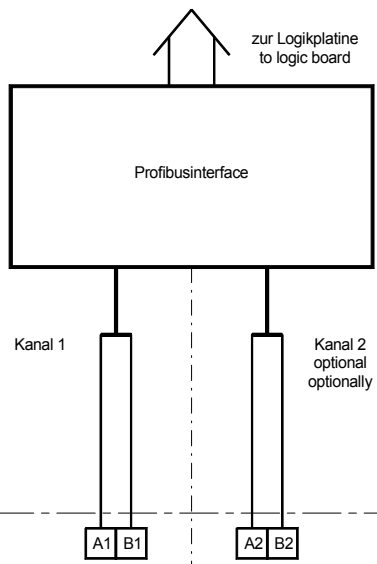 zur Logikplatine
to logic board
Profibusinterface
Kanal 1
Kanal 2
optional
optionally
A1 B1 A2 B2